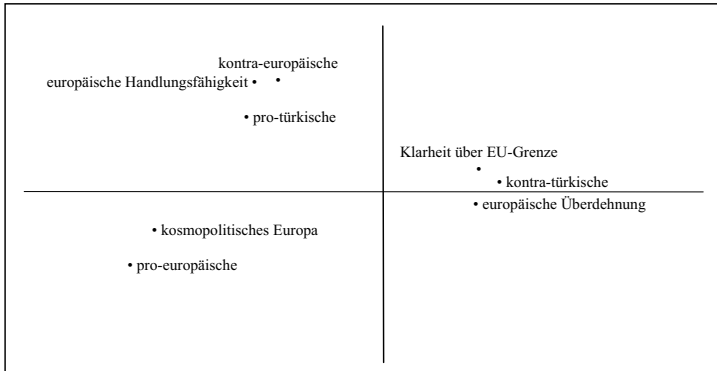 kontra-europäische
europäische Handlungsfähigkeit •
• pro-türkische
Klarheit über EU-Grenze
• kontra-türkische
• europäische Überdehnung
• kosmopolitisches Europa
• pro-europäische